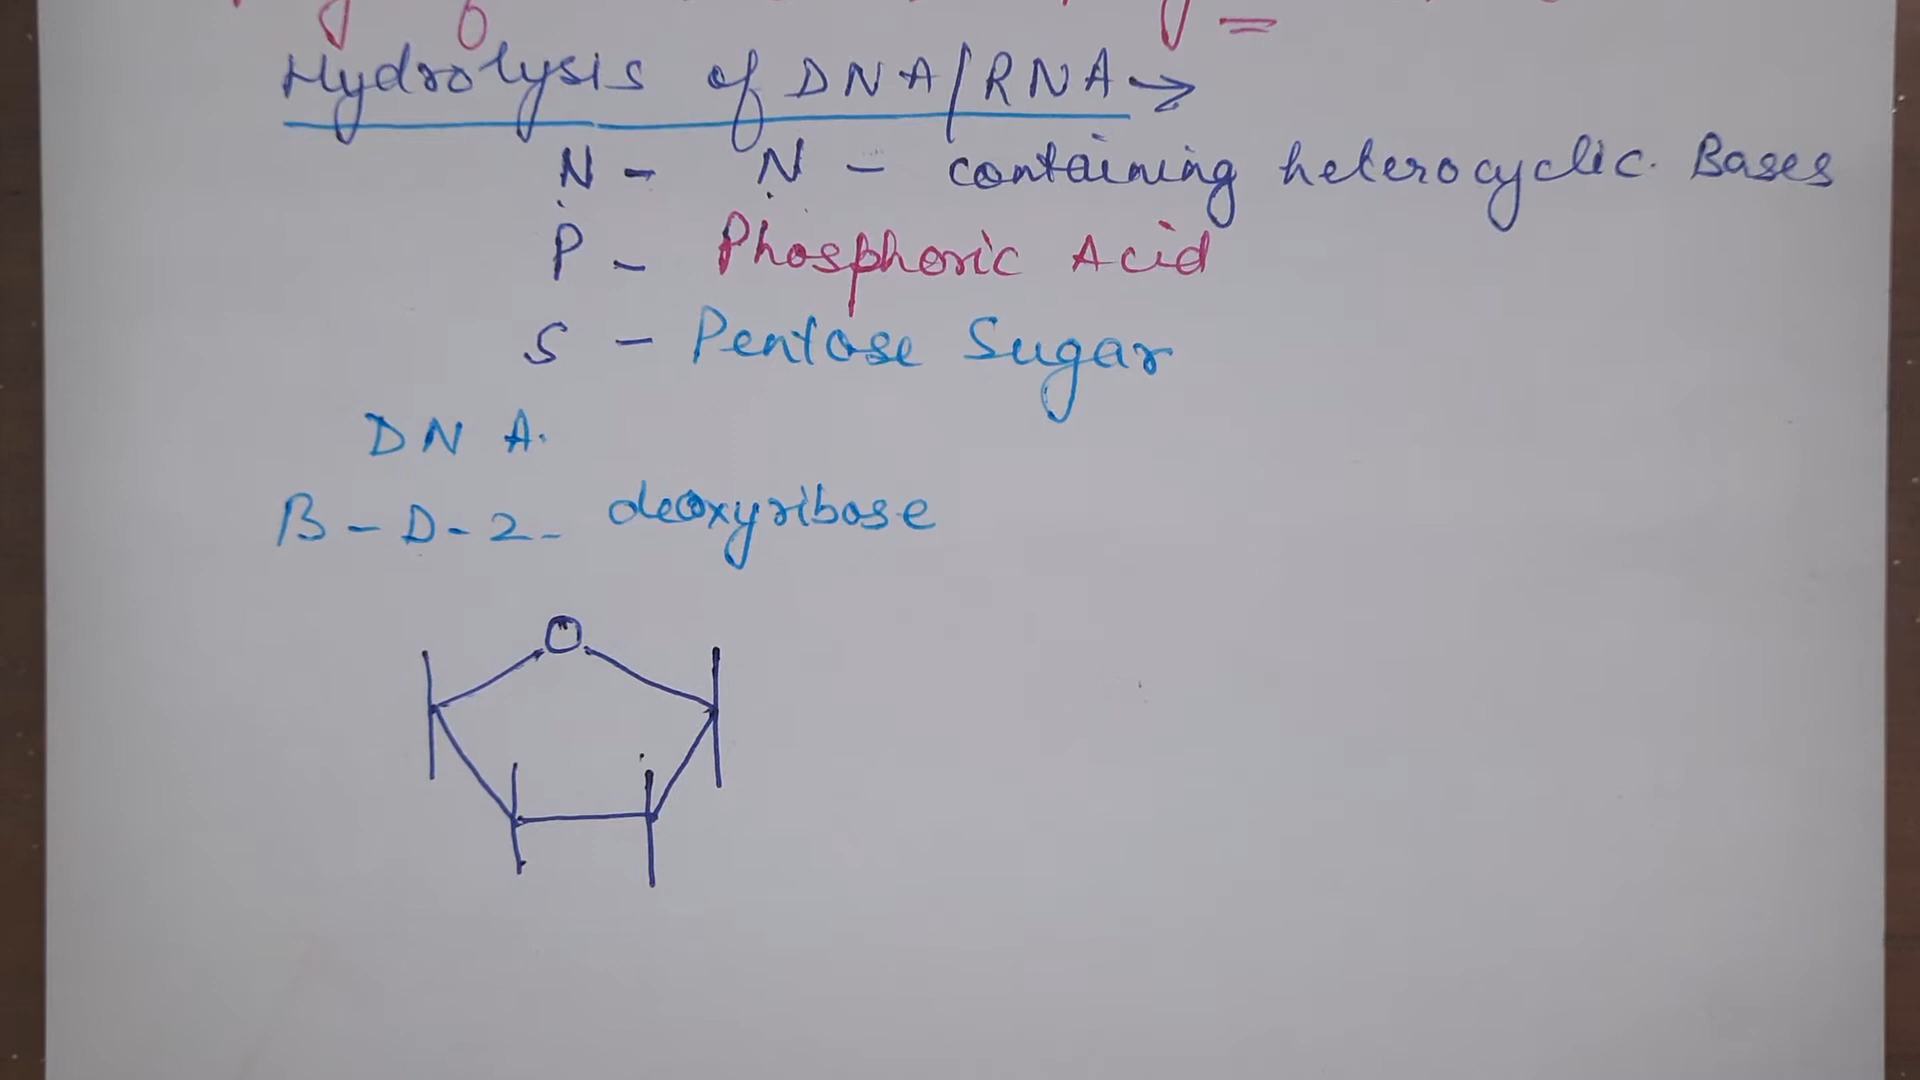 Hydrolysis of DNA/RNA→
N - N - containing heterocyclic. Bases
P - Phosphoric Acid
S - Pentose Sugar
DNA.
B-D-2- deoxyribose
O